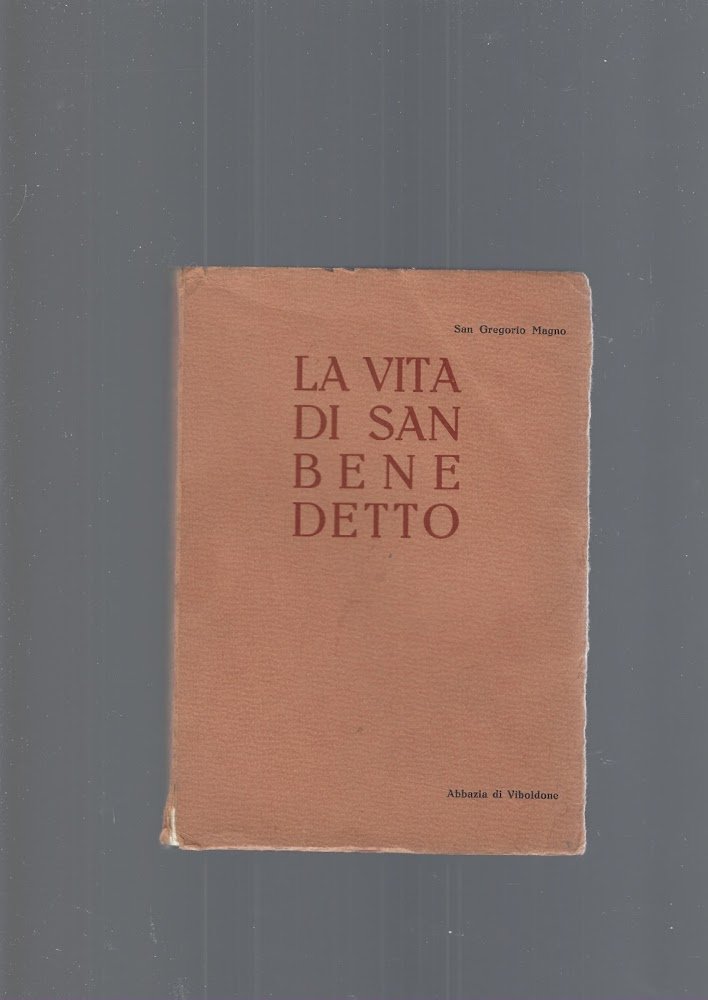 San Gregorio Magno
LA VITA
DI SAN
BENE
DETTO
Abbazia di Viboldone